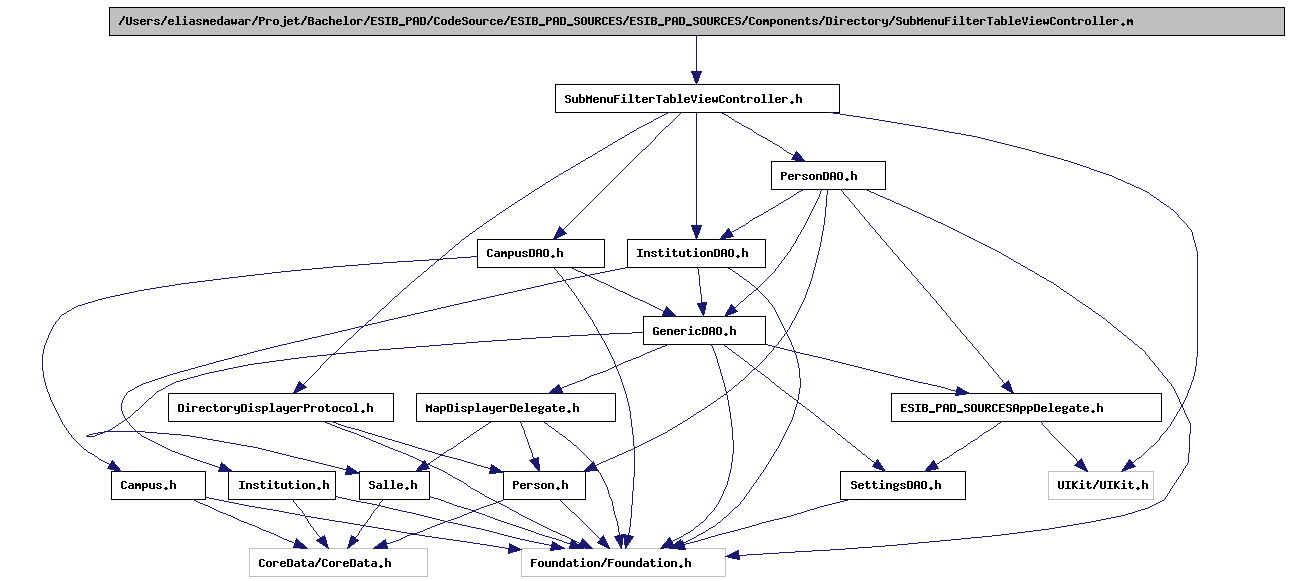 /Users/eliasmedawar/Projet/Bachelor/ESIB_PAD/CodeSource/ESIB_PAD_SOURCES/ESIB_PAD_SOURCES/Components/Directory/SubMenuFilterTableViewController.m
SubMenuFilterTableViewController.h
PersonDAO.h
CampusDAO.h
InstitutionDAO.h
GenericDAO.h
DirectoryDisplayerProtocol.h
MapDisplayerDelegate.h
ESIB_PAD_SOURCESAppDelegate.h
Campus.h
Institution.h
Salle.h
Person.h
SettingsDAO.h
UIKit/UIKit.h
CoreData/CoreData.h
Foundation/Foundation.h